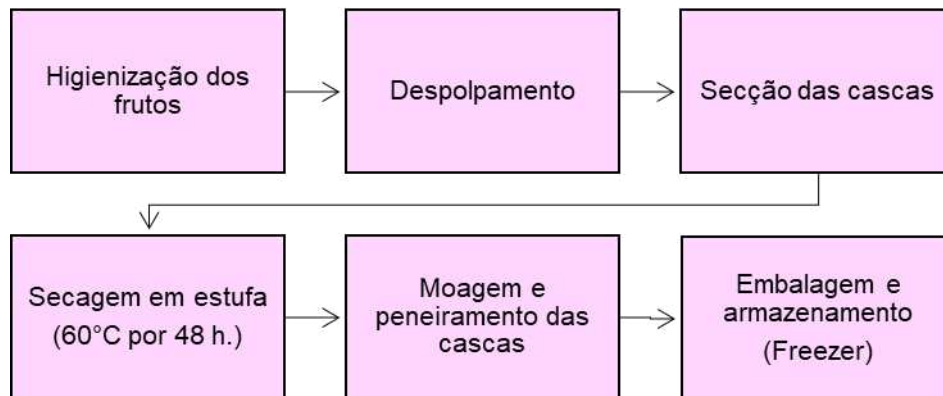 Higienização dos
frutos
Despolpamento
Secção das cascas
Secagem em estufa
(60°C por 48 h.)
Moagem e
peneiramento das
cascas
Embalagem e
armazenamento
(Freezer)